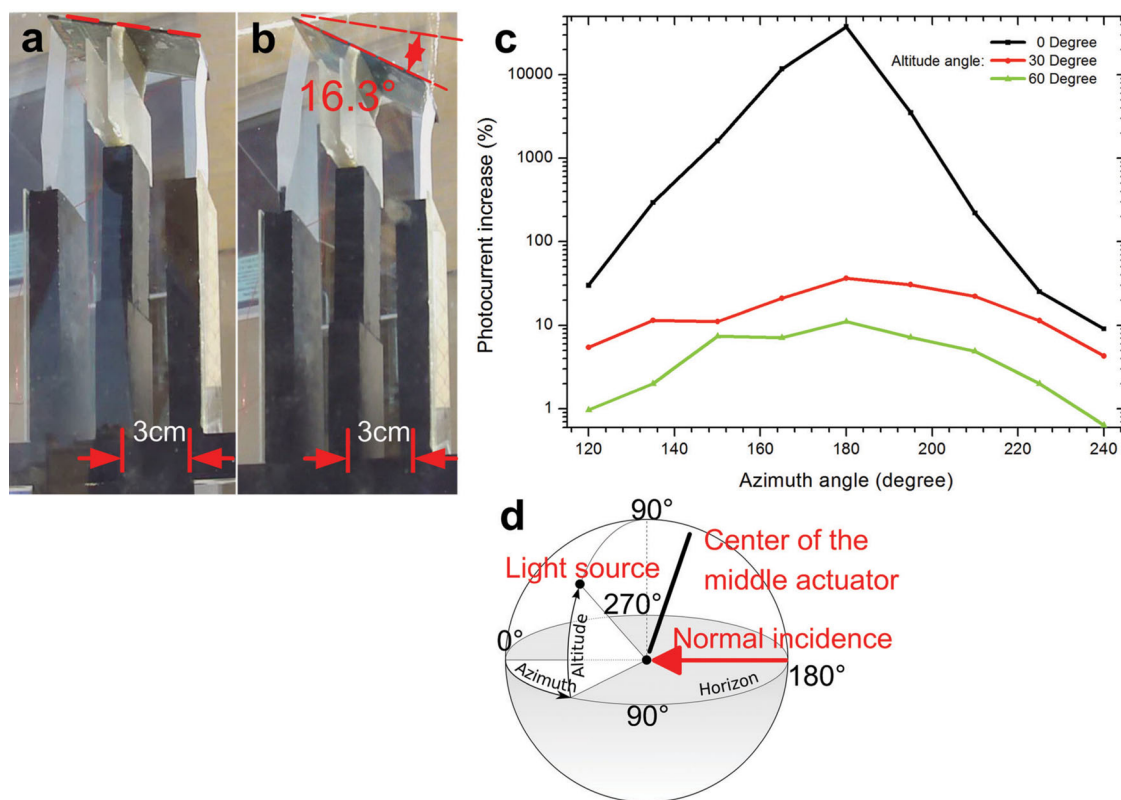 a
b
16.3°
3cm
3cm
c
Altitude angle:
0 Degree
30 Degree
60 Degree
Photocurrent increase (%)
10000
1000
100
10
1
120
140
160
180
200
220
240
Azimuth angle (degree)
d
90°
Light source
Center of the
middle actuator
270°
0°
Altitude
Normal incidence
Azimuth
180°
Horizon
90°